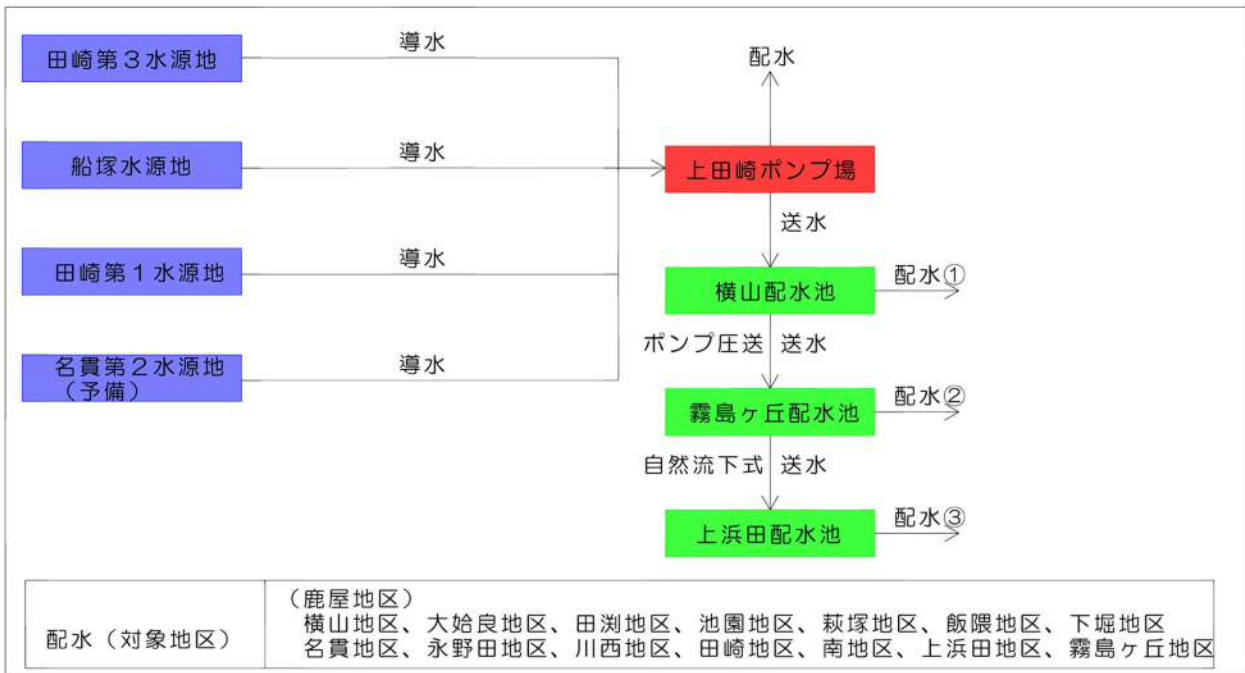 田崎第3水源地
導水
配水
船塚水源地
導水
上田崎ポンプ場
送水
田崎第1水源地
導水
横山配水池
配水①
ポンプ圧送 送水
名貫第2水源地
(予備)
導水
霧島ヶ丘配水池
配水②
自然流下式 送水
上浜田配水池
配水③
配水(対象地区)
(鹿屋地区)
横山地区、大姶良地区、田渕地区、池園地区、萩塚地区、飯隈地区、下堀地区
名貫地区、永野田地区、川西地区、田崎地区、南地区、上浜田地区、霧島ヶ丘地区